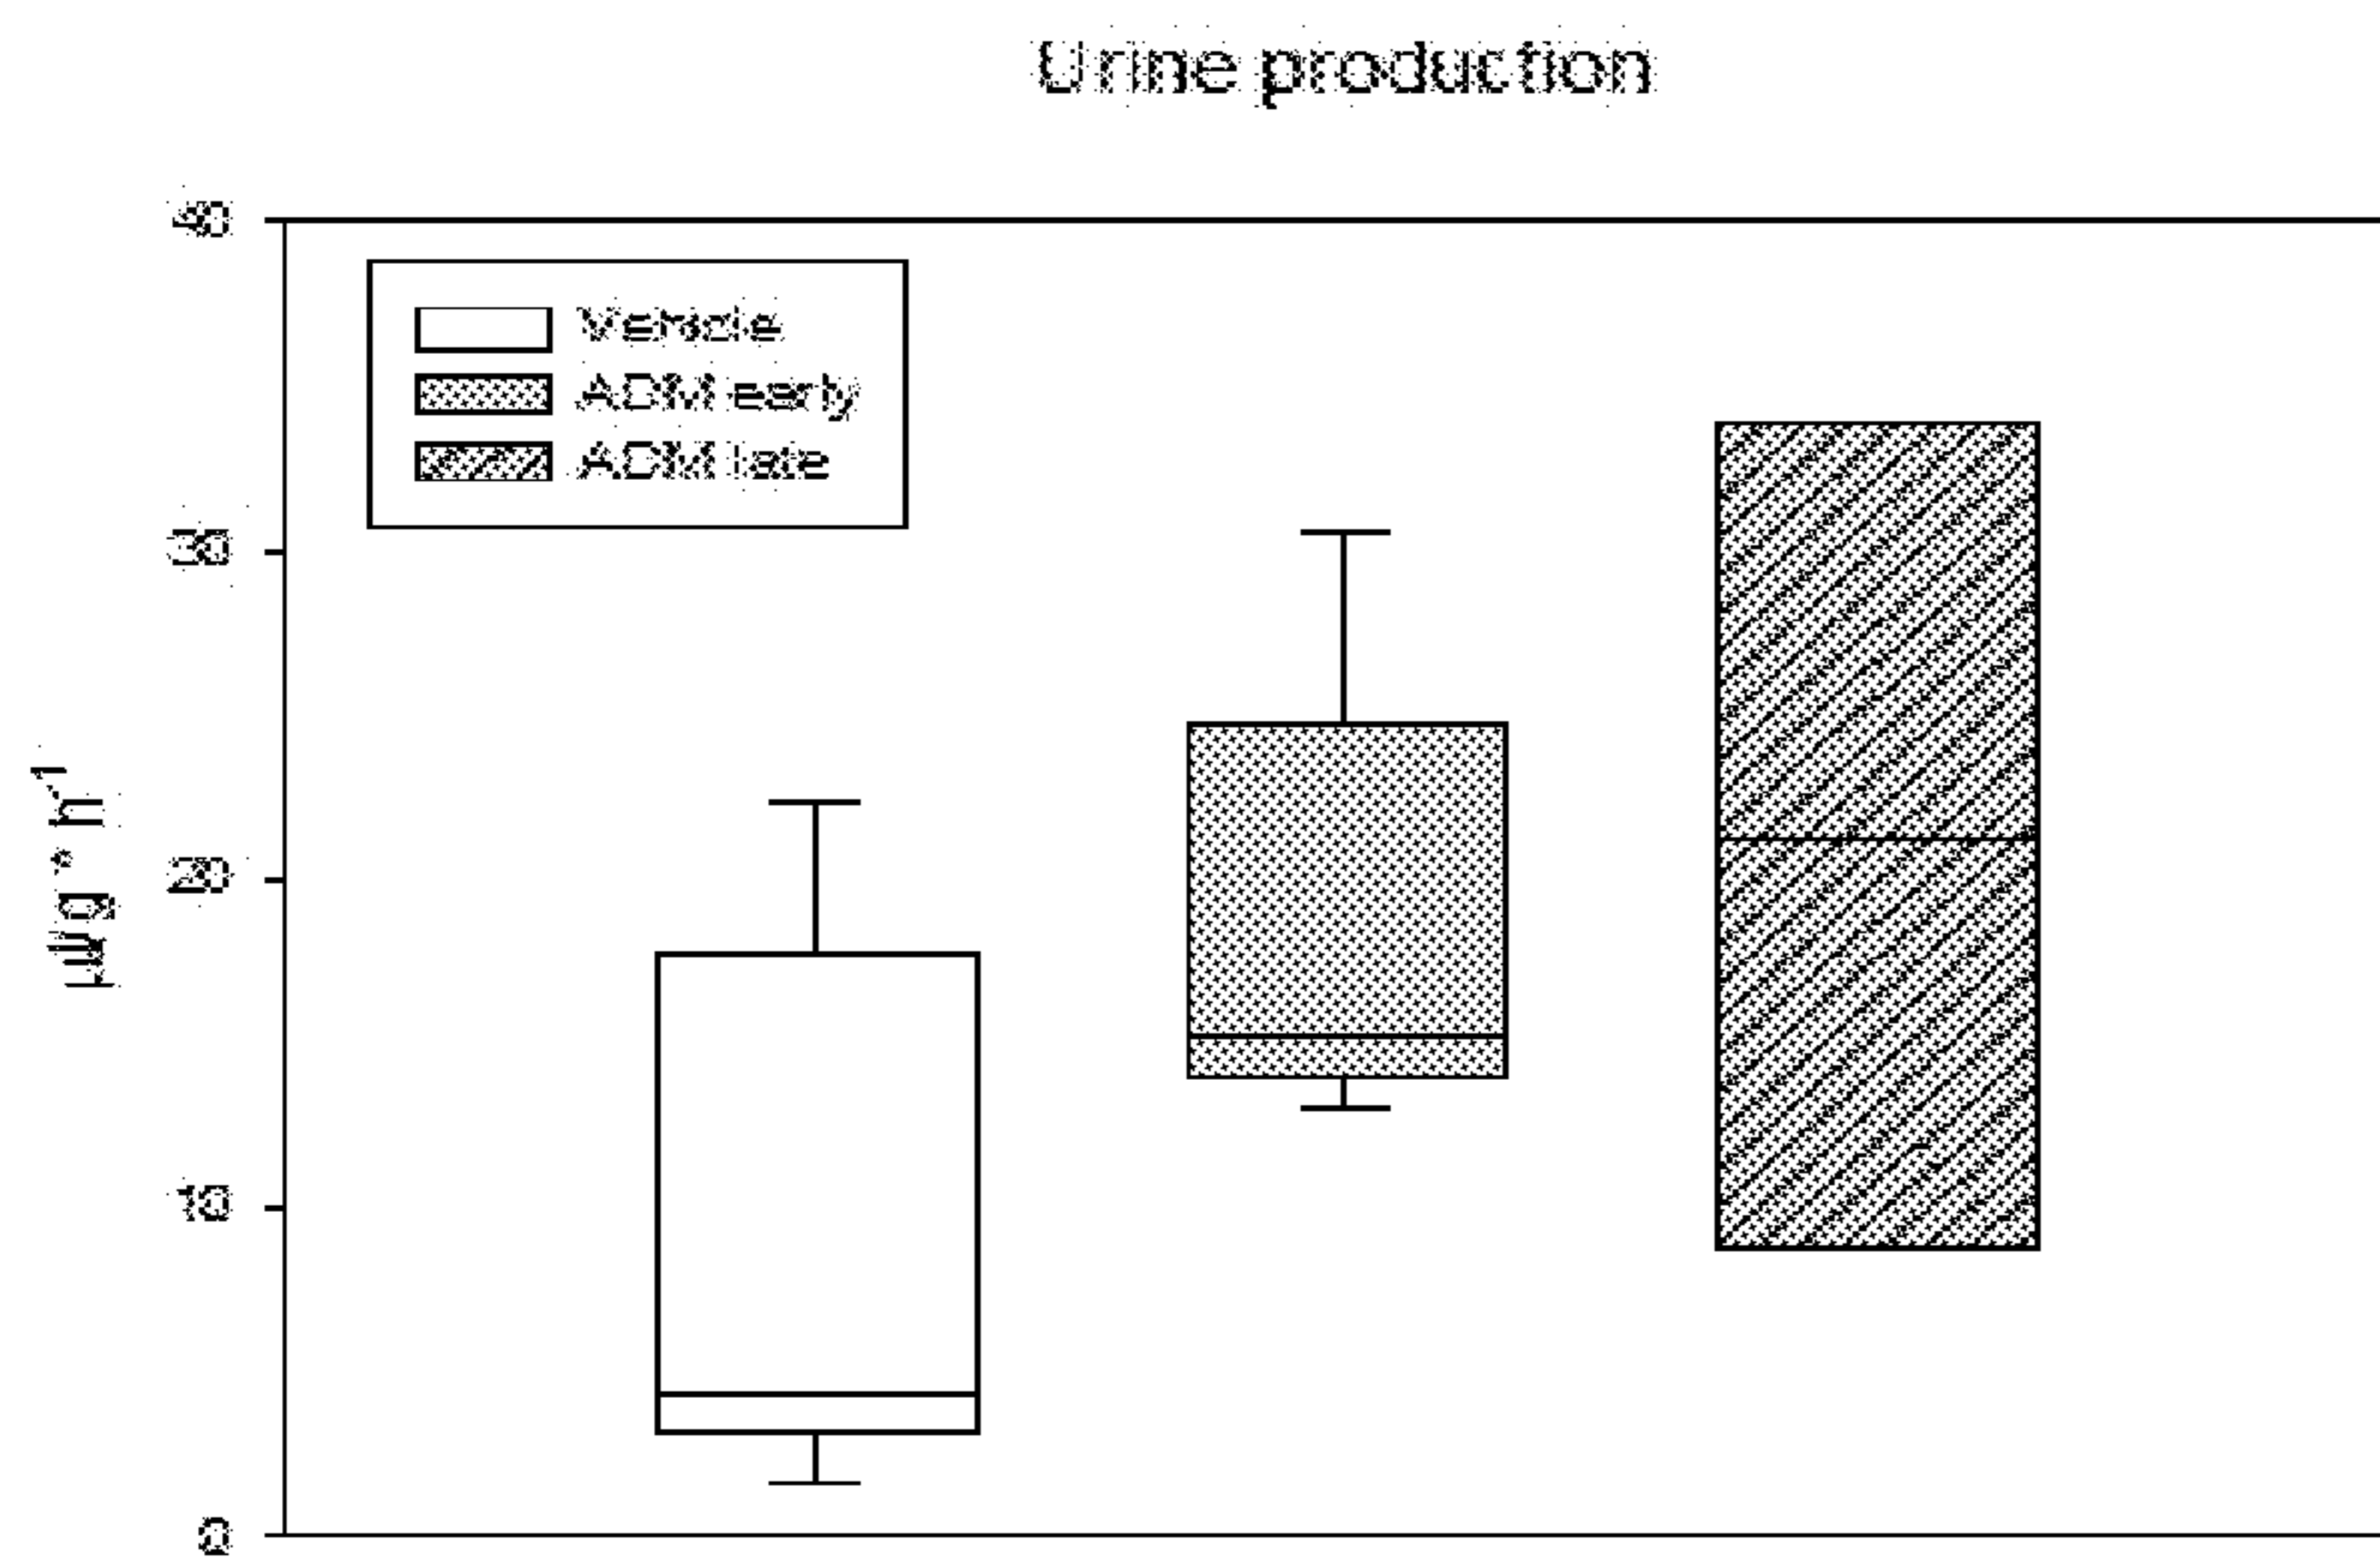 Urine production
40
Vehicle
ADM early
ADM late
30
µl/g * h⁻¹
20
10
0